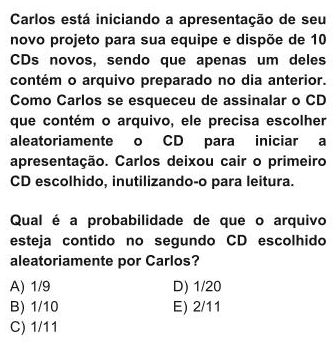 Carlos está iniciando a apresentação de seu
novo projeto para sua equipe e dispõe de 10
CDs novos, sendo que apenas um deles
contém o arquivo preparado no dia anterior.
Como Carlos se esqueceu de assinalar o CD
que contém o arquivo, ele precisa escolher
aleatoriamente o CD para iniciar a
apresentação. Carlos deixou cair o primeiro
CD escolhido, inutilizando-o para leitura.
Qual é a probabilidade de que o arquivo
esteja contido no segundo CD escolhido
aleatoriamente por Carlos?
A) 1/9 D) 1/20
B) 1/10 E) 2/11
C) 1/11